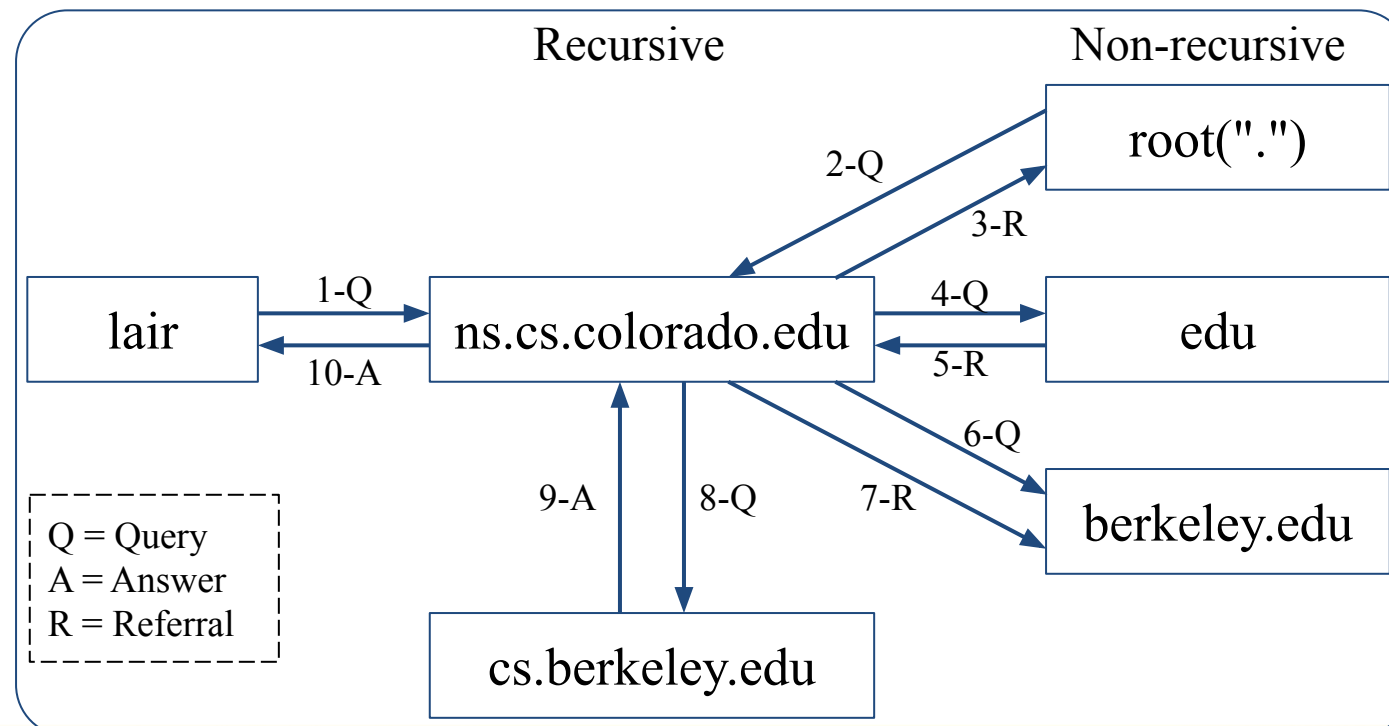 Recursive
Non-recursive
root(".")
2-Q
3-R
lair
1-Q
10-A
ns.cs.colorado.edu
4-Q
5-R
edu
6-Q
7-R
berkeley.edu
9-A
8-Q
Q = Query
A = Answer
R = Referral
cs.berkeley.edu